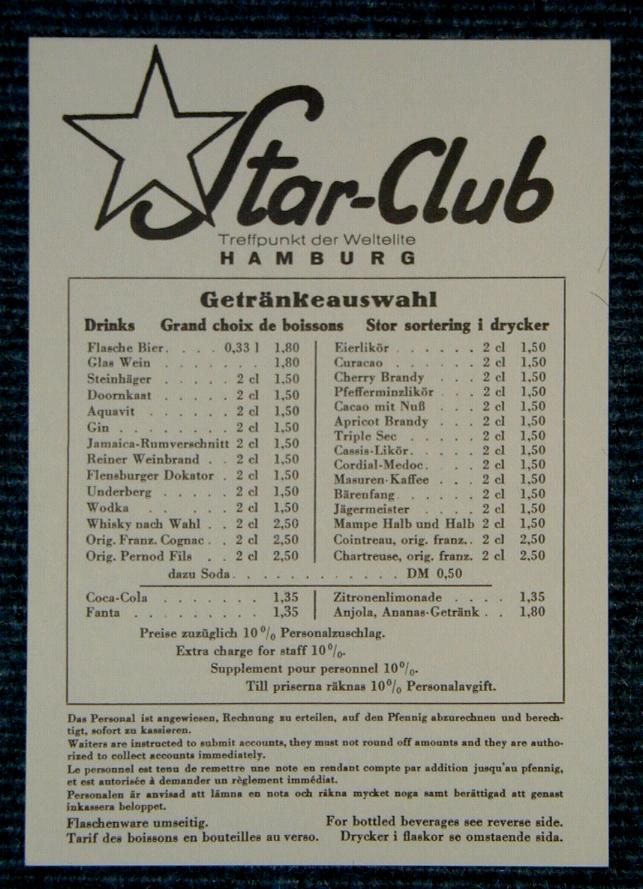 Star-Club
Treffpunkt der Weltelite
HAMBURG
Getränkeauswahl
Drinks Grand choix de boissons Stor sortering i drycker
Flasche Bier . . . . 0,33 l 1,80
Glas Wein . . . . . . 1,80
Steinhäger . . . . 2 cl 1,50
Doornkaat . . . . 2 cl 1,50
Aquavit . . . . . 2 cl 1,50
Gin . . . . . . . 2 cl 1,50
Jamaica-Rumverschnitt 2 cl 1,50
Reiner Weinbrand . . 2 cl 1,50
Flensburger Dokator . 2 cl 1,50
Underberg . . . . 2 cl 1,50
Wodka . . . . . 2 cl 1,50
Whisky nach Wahl . . 2 cl 2,50
Orig. Franz. Cognac . . 2 cl 2,50
Orig. Pernod Fils . . 2 cl 2,50
Eierlikör . . . . . . 2 cl 1,50
Curacao . . . . . . 2 cl 1,50
Cherry Brandy . . . 2 cl 1,50
Pfefferminzlikör . . . 2 cl 1,50
Cacao mit Nuß . . . 2 cl 1,50
Apricot Brandy . . . 2 cl 1,50
Triple Sec . . . . . 2 cl 1,50
Cassis-Likör. . . . . 2 cl 1,50
Cordial-Medoc. . . . 2 cl 1,50
Masuren-Kaffee . . . 2 cl 1,50
Bärenfang . . . . . 2 cl 1,50
Jägermeister . . . . 2 cl 1,50
Mampe Halb und Halb 2 cl 1,50
Cointreau, orig. franz. . 2 cl 2,50
Chartreuse, orig. franz. 2 cl 2,50
dazu Soda . . . . . . . . . . . . DM 0,50
Coca-Cola . . . . . . . 1,35
Fanta . . . . . . . . 1,35
Zitronenlimonade . . . . 1,35
Anjola, Ananas-Getränk . . 1,80
Preise zuzüglich 10% Personalzuschlag.
Extra charge for staff 10%.
Supplement pour personnel 10%.
Till priserna räknas 10% Personalavgift.
Das Personal ist angewiesen, Rechnung zu erteilen, auf den Pfennig abzurechnen und berech-
tigt, sofort zu kassieren.
Waiters are instructed to submit accounts, they must not round off amounts and they are autho-
rized to collect accounts immediately.
Le personnel est tenu de remettre une note en rendant compte par addition jusqu'au pfennig,
et est autorisée à demander un règlement immédiat.
Personalen är anvisad att lämna en nota och räkna mycket noga samt berättigad att genast
inkassera beloppet.
Flaschenware umseitig. For bottled beverages see reverse side.
Tarif des boissons en bouteilles au verso. Drycker i flaskor se omstaende sida.